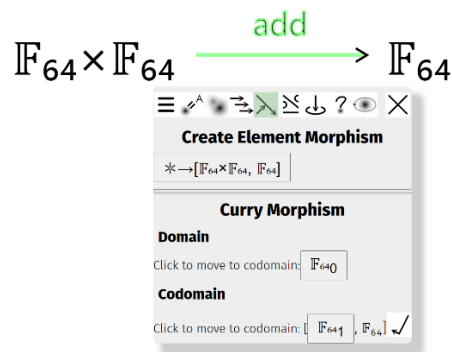 add
𝔽₆₄×𝔽₆₄ ⟶ 𝔽₆₄
☰ A ? ✕
Create Element Morphism
∗→[𝔽₆₄×𝔽₆₄, 𝔽₆₄]
Curry Morphism
Domain
Click to move to codomain: 𝔽₆₄0
Codomain
Click to move to codomain: [ 𝔽₆₄1 , 𝔽₆₄]